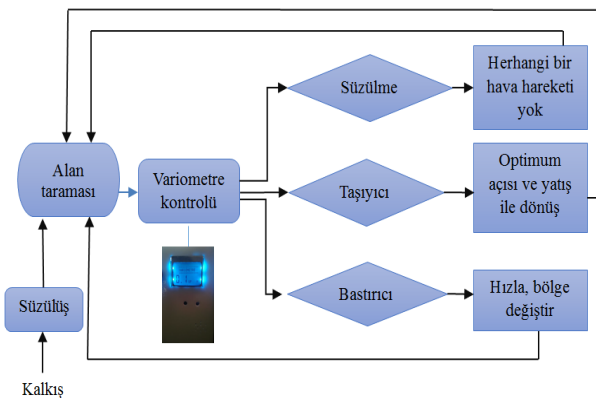 Alan
taraması
Variometre
kontrolü
Süzülme
Herhangi bir
hava hareketi
yok
Taşıyıcı
Optimum
açısı ve yatış
ile dönüş
Bastırıcı
Hızla, bölge
değiştir
Süzülüş
Kalkış